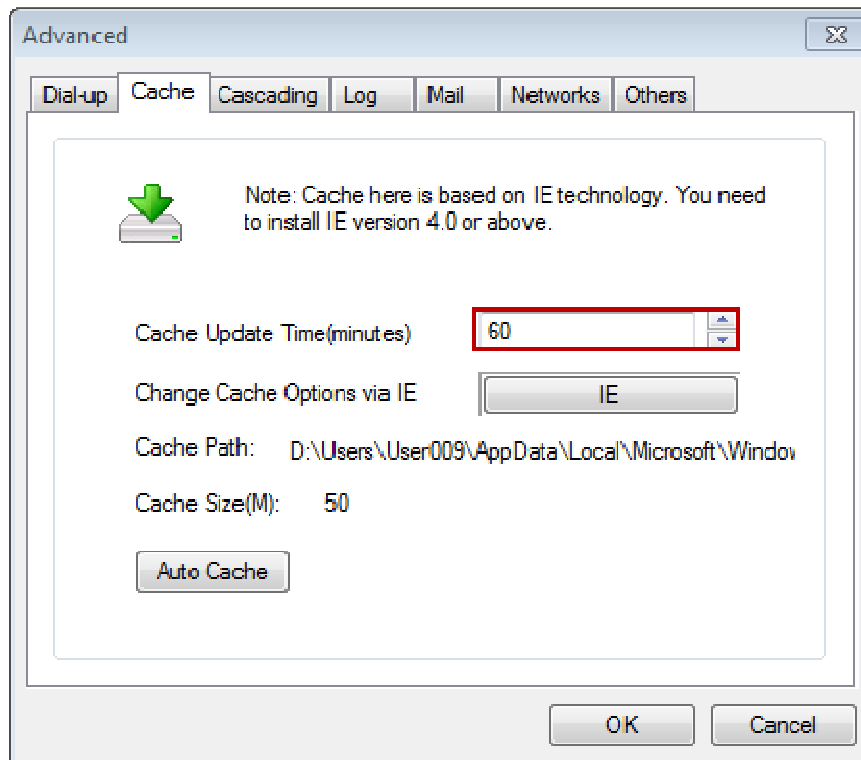 Advanced
Dial-up Cache Cascading Log Mail Networks Others
Note: Cache here is based on IE technology. You need
to install IE version 4.0 or above.
Cache Update Time(minutes) 60
Change Cache Options via IE IE
Cache Path: D:\Users\User009\AppData\Local\Microsoft\Window
Cache Size(M): 50
Auto Cache
OK Cancel